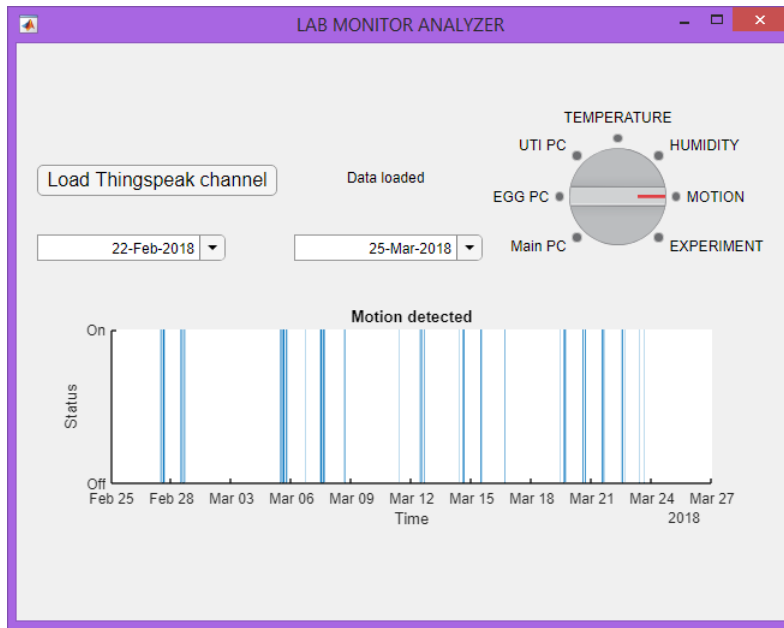 LAB MONITOR ANALYZER
TEMPERATURE
UTI PC
HUMIDITY
Load Thingspeak channel
Data loaded
EGG PC
MOTION
Main PC
EXPERIMENT
22-Feb-2018
25-Mar-2018
Motion detected
On
Status
Off
Feb 25 Feb 28 Mar 03 Mar 06 Mar 09 Mar 12 Mar 15 Mar 18 Mar 21 Mar 24 Mar 27
Time
2018